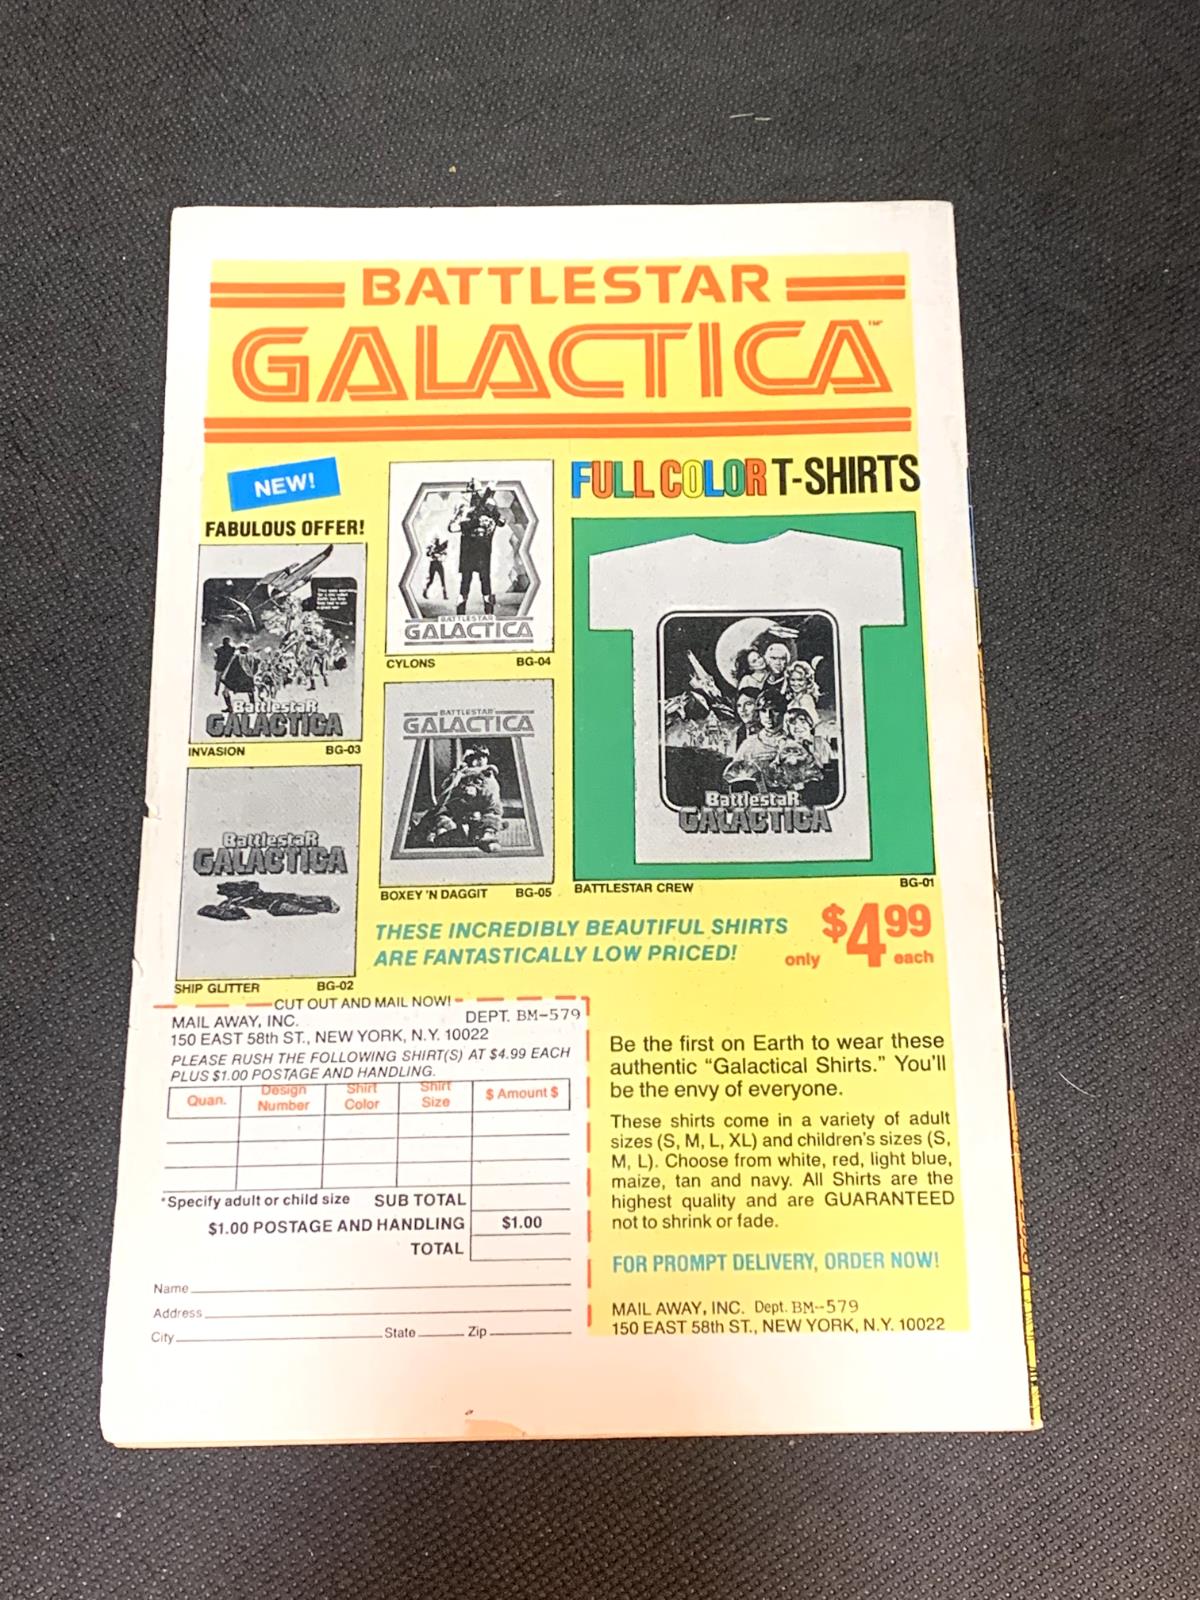 BATTLESTAR
GALACTICA™
NEW!
FABULOUS OFFER!
FULL COLOR T-SHIRTS
BattlestaR
GALACTICA
INVASION BG-03
BATTLESTAR
GALACTICA
CYLONS BG-04
BattlestaR
GALACTICA
SHIP GLITTER BG-02
BATTLESTAR
GALACTICA
BOXEY 'N DAGGIT BG-05
BattlestaR
GALACTICA
BATTLESTAR CREW BG-01
THESE INCREDIBLY BEAUTIFUL SHIRTS
ARE FANTASTICALLY LOW PRICED!
only $4.99 each
CUT OUT AND MAIL NOW!
MAIL AWAY, INC. DEPT. BM-579
150 EAST 58th ST., NEW YORK, N.Y. 10022
PLEASE RUSH THE FOLLOWING SHIRT(S) AT $4.99 EACH
PLUS $1.00 POSTAGE AND HANDLING.
Quan. Design Number Shirt Color Shirt Size $ Amount $
*Specify adult or child size SUB TOTAL
$1.00 POSTAGE AND HANDLING $1.00
TOTAL
Name
Address
City State Zip
Be the first on Earth to wear these
authentic "Galactical Shirts." You'll
be the envy of everyone.
These shirts come in a variety of adult
sizes (S, M, L, XL) and children's sizes (S,
M, L). Choose from white, red, light blue,
maize, tan and navy. All Shirts are the
highest quality and are GUARANTEED
not to shrink or fade.
FOR PROMPT DELIVERY, ORDER NOW!
MAIL AWAY, INC. Dept. BM-579
150 EAST 58th ST., NEW YORK, N.Y. 10022